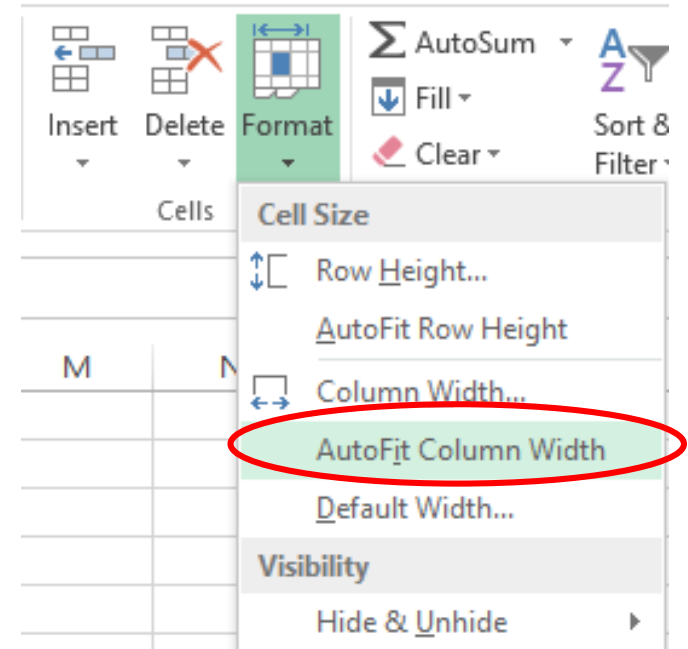 AutoSum
Fill
Clear
Insert Delete Format
Sort &
Filter
Cells
Cell Size
Row Height...
AutoFit Row Height
M N
Column Width...
AutoFit Column Width
Default Width...
Visibility
Hide & Unhide